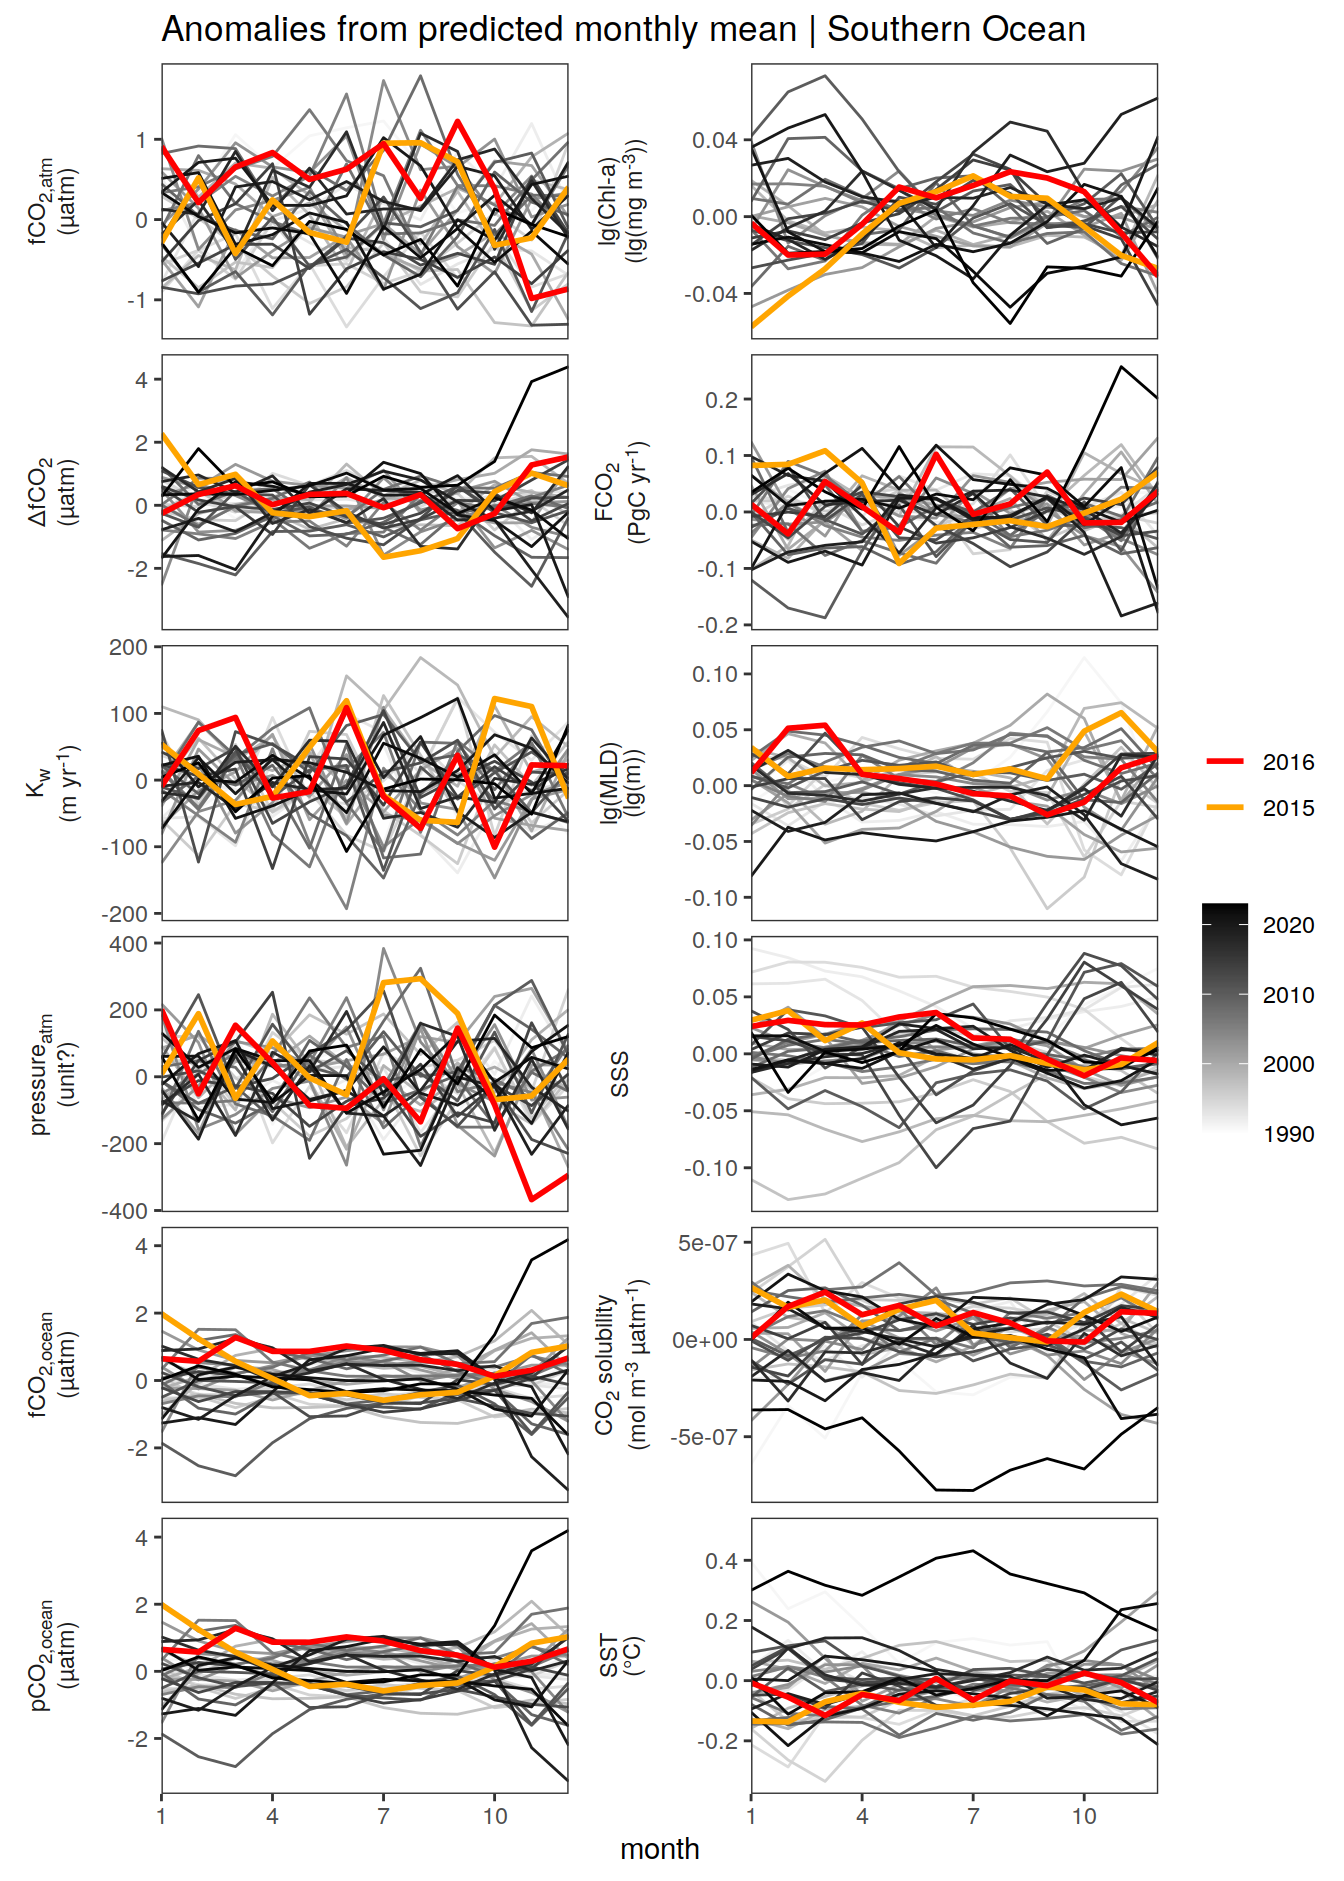 Anomalies from predicted monthly mean | Southern Ocean
fCO2,atm
(µatm)
1
0
-1
lg(Chl-a)
(lg(mg m-3))
0.04
0.00
-0.04
ΔfCO2
(µatm)
4
2
0
-2
FCO2
(PgC yr-1)
0.2
0.1
0.0
-0.1
-0.2
Kw
(m yr-1)
200
100
0
-100
-200
lg(MLD)
(lg(m))
0.10
0.05
0.00
-0.05
-0.10
pressureatm
(unit?)
400
200
0
-200
-400
SSS
0.10
0.05
0.00
-0.05
-0.10
fCO2,ocean
(µatm)
4
2
0
-2
CO2 solubility
(mol m-3 µatm-1)
5e-07
0e+00
-5e-07
pCO2,ocean
(µatm)
4
2
0
-2
SST
(°C)
0.4
0.2
0.0
-0.2
1 4 7 10
1 4 7 10
month
2016
2015
2020
2010
2000
1990